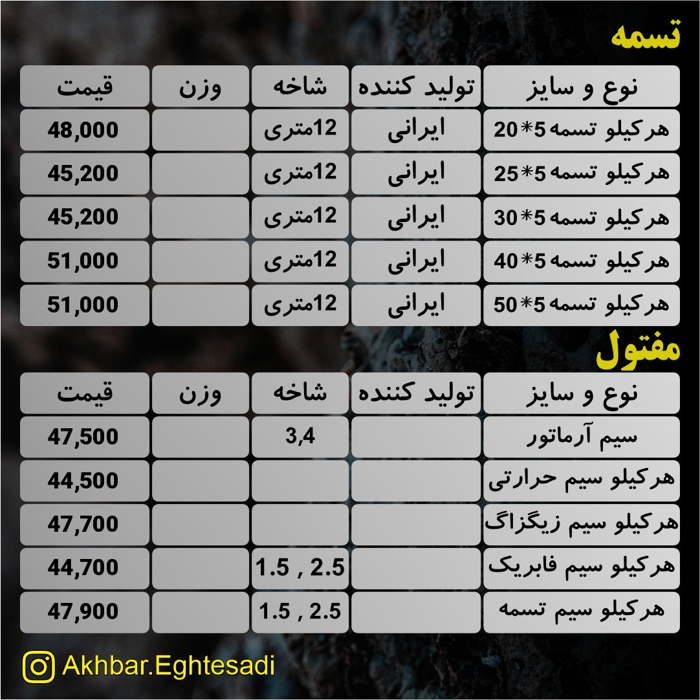 تسمه
نوع و سایز تولید کننده شاخه وزن قیمت
هرکیلو تسمه 5*20 ایرانی 12متری 48,000
هرکیلو تسمه 5*25 ایرانی 12متری 45,200
هرکیلو تسمه 5*30 ایرانی 12متری 45,200
هرکیلو تسمه 5*40 ایرانی 12متری 51,000
هرکیلو تسمه 5*50 ایرانی 12متری 51,000
مفتول
نوع و سایز تولید کننده شاخه وزن قیمت
سیم آرماتور 3,4 47,500
هرکیلو سیم حرارتی 44,500
هرکیلو سیم زیگزاگ 47,700
هرکیلو سیم فابریک 1.5 , 2.5 44,700
هرکیلو سیم تسمه 1.5 , 2.5 47,900
Akhbar.Eghtesadi